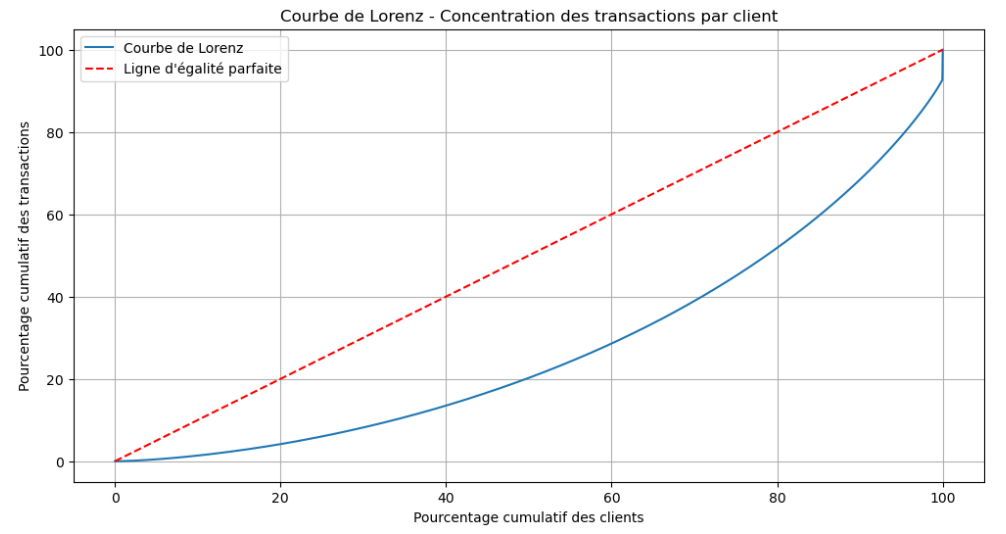 Courbe de Lorenz - Concentration des transactions par client
Courbe de Lorenz
Ligne d'égalité parfaite
Pourcentage cumulatif des transactions
100
80
60
40
20
0
0 20 40 60 80 100
Pourcentage cumulatif des clients